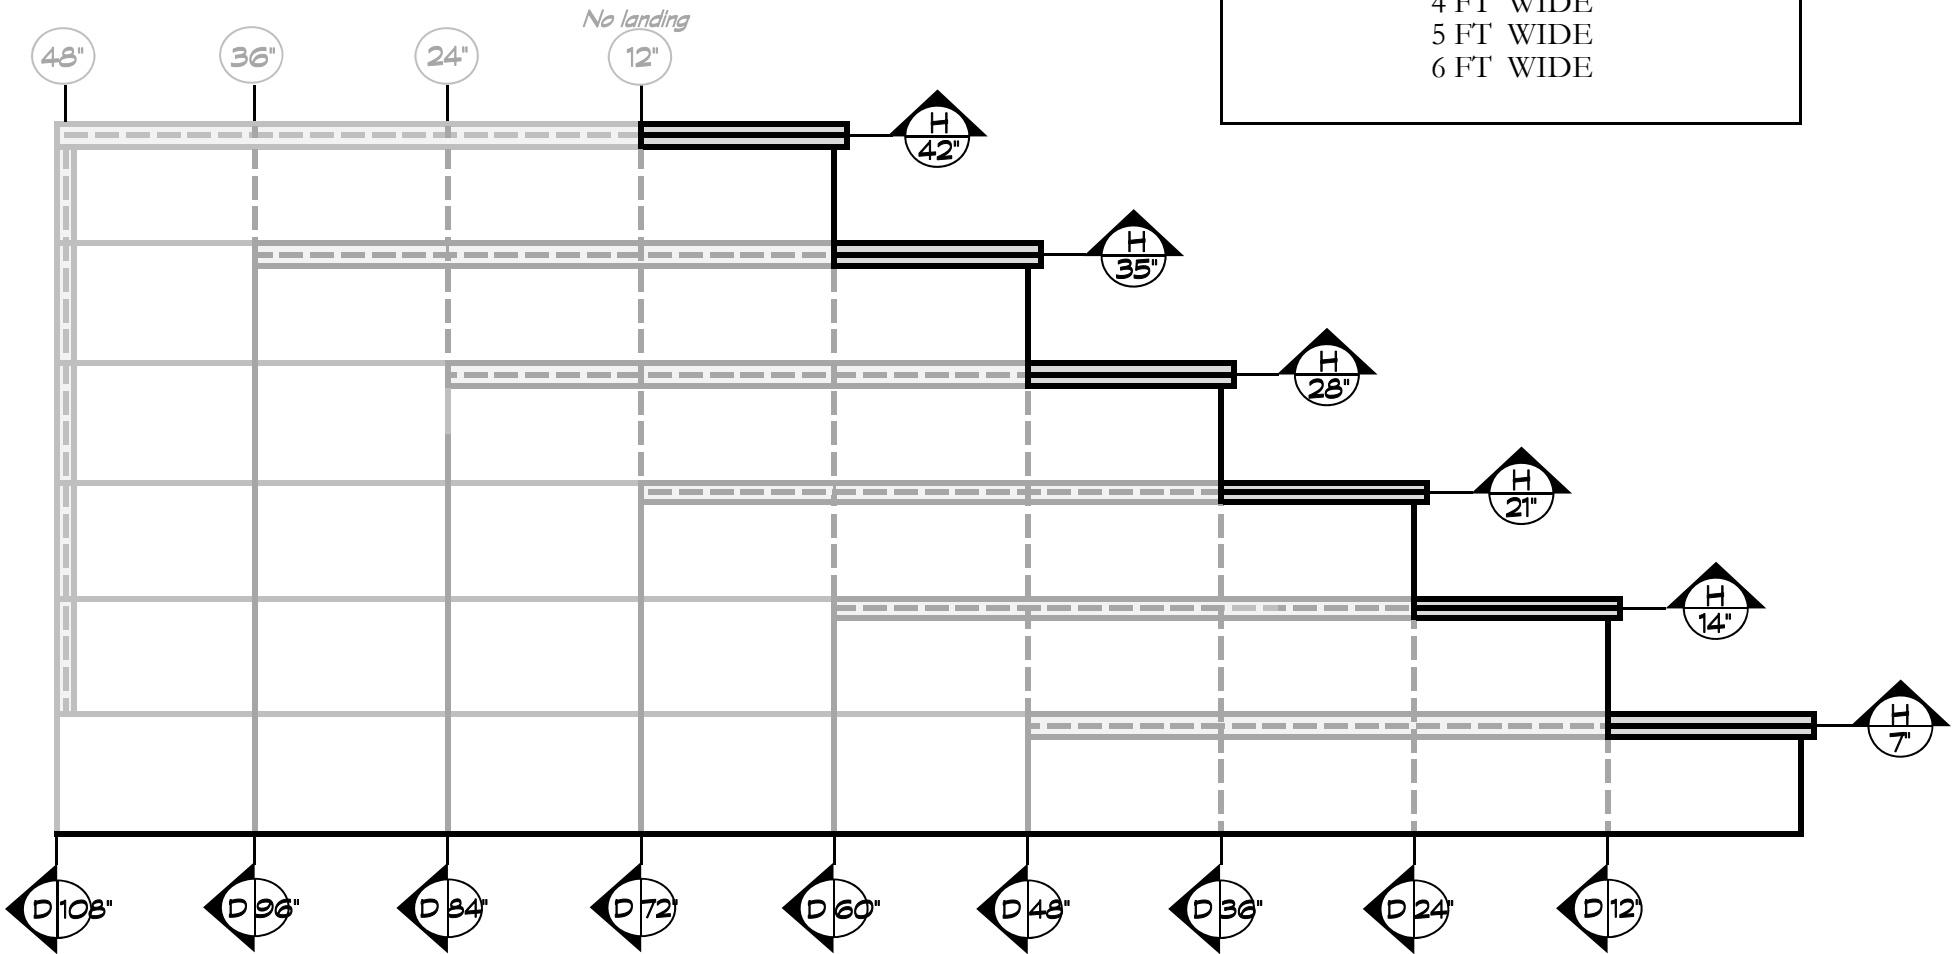 No landing
48" 36" 24" 12"
4 FT WIDE
5 FT WIDE
6 FT WIDE
H
42"
H
35"
H
28"
H
21"
H
14"
H
7"
D 108" D 96" D 84" D 72" D 60" D 48" D 36" D 24" D 12"